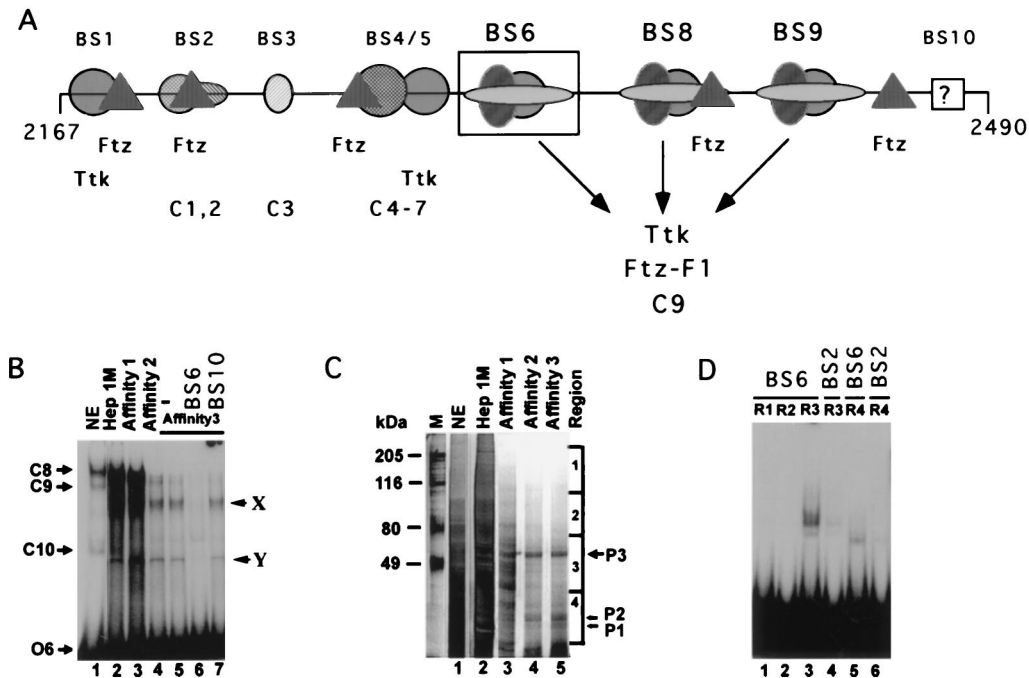 A
BS1 BS2 BS3 BS4/5 BS6 BS8 BS9 BS10
?
2167 2490
Ftz Ftz Ftz Ftz Ftz
Ttk Ttk
C1,2 C3 C4-7
Ttk
Ftz-F1
C9
B
NE Hep 1M Affinity 1 Affinity 2 - BS6 BS10
Affinity3
C8
C9
X
C10
Y
O6
1 2 3 4 5 6 7
C
kDa M NE Hep 1M Affinity 1 Affinity 2 Affinity 3 Region
205
1
116
2
80
P3
49
3
4
P2
P1
1 2 3 4 5
D
BS6 BS2 BS6 BS2
R1 R2 R3 R3 R4 R4
1 2 3 4 5 6